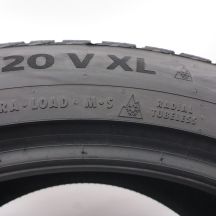 20 V XL
RA - LOAD - M+S
RADIAL
TUBELESS